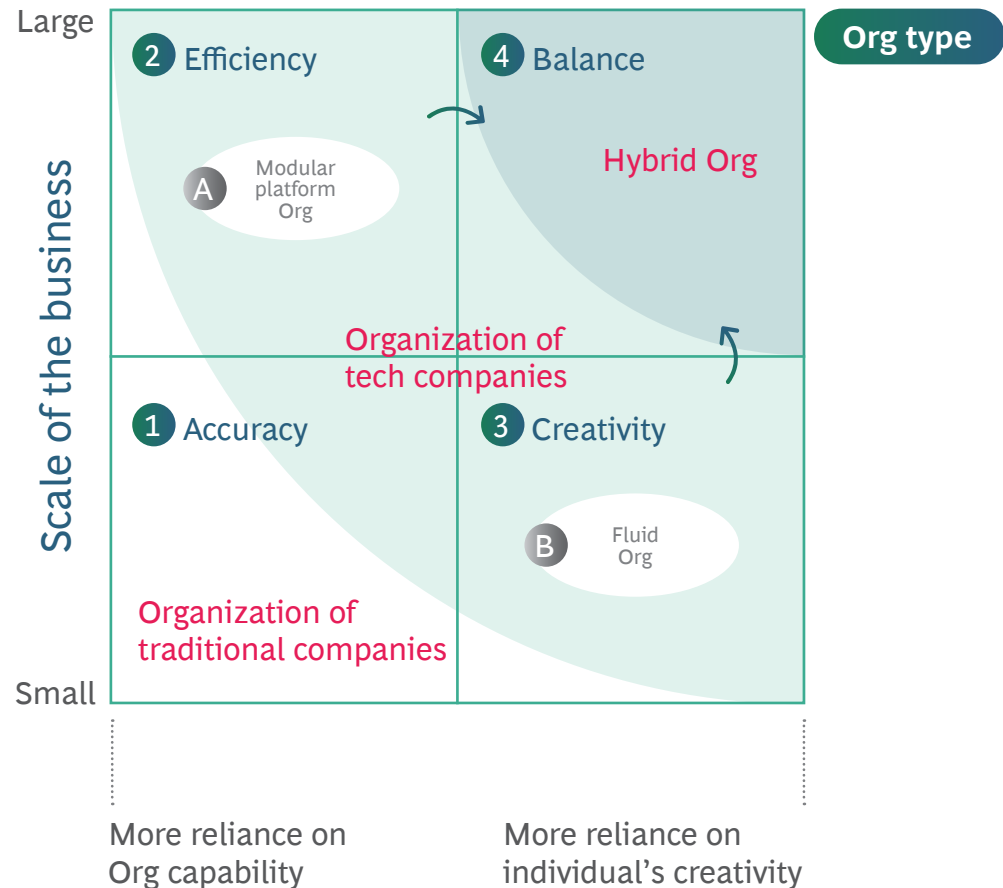 Large
Org type
2 Efficiency
4 Balance
Hybrid Org
A
Modular
platform
Org
Scale of the business
Organization of
tech companies
1 Accuracy
3 Creativity
B
Fluid
Org
Organization of
traditional companies
Small
More reliance on
Org capability
More reliance on
individual’s creativity